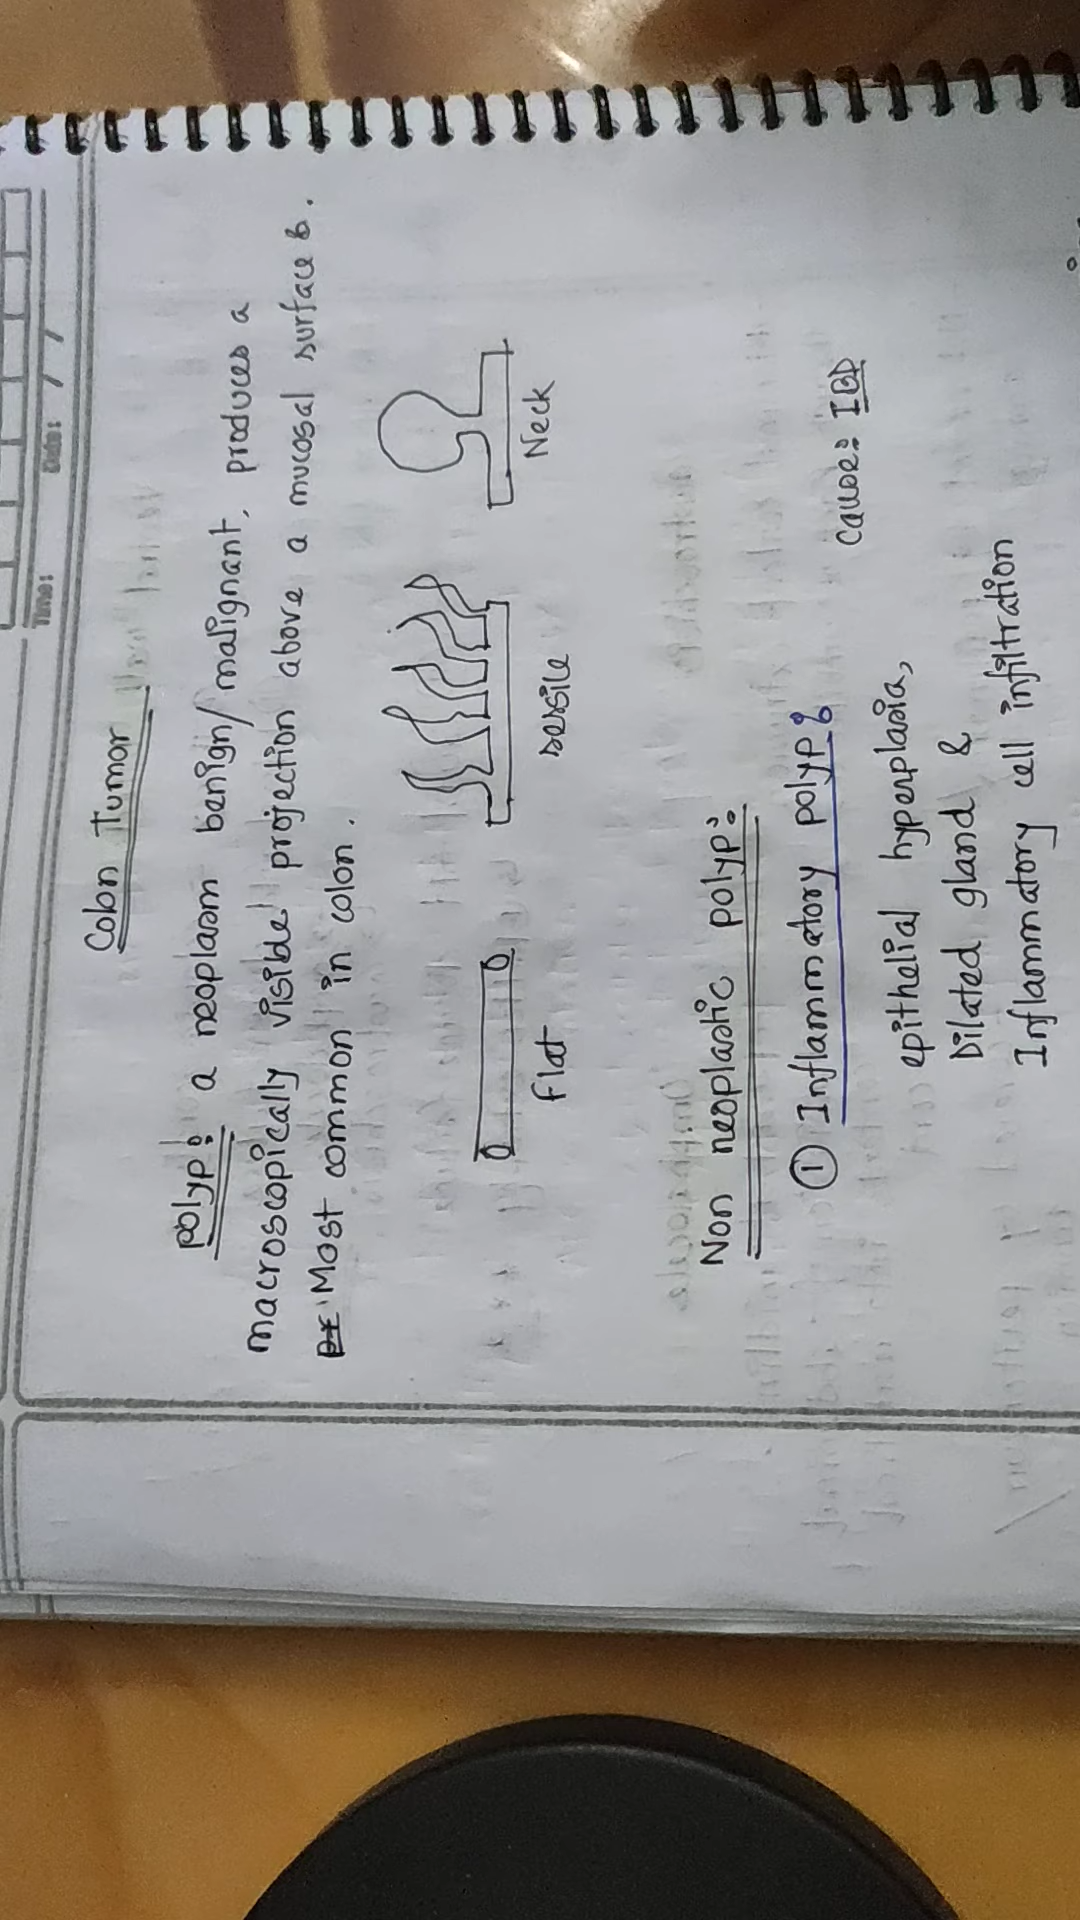 Time:
Date: / /
Colon Tumor
polyp: a neoplasm benign/malignant, produces a
macroscopically visible projection above a mucosal surface &.
Most common in colon.
flat
sessile
Neck
Non neoplastic polyp:
① Inflammatory polyp:
cause: IBD
epithelial hyperplasia,
Dilated gland &
Inflammatory cell infiltration